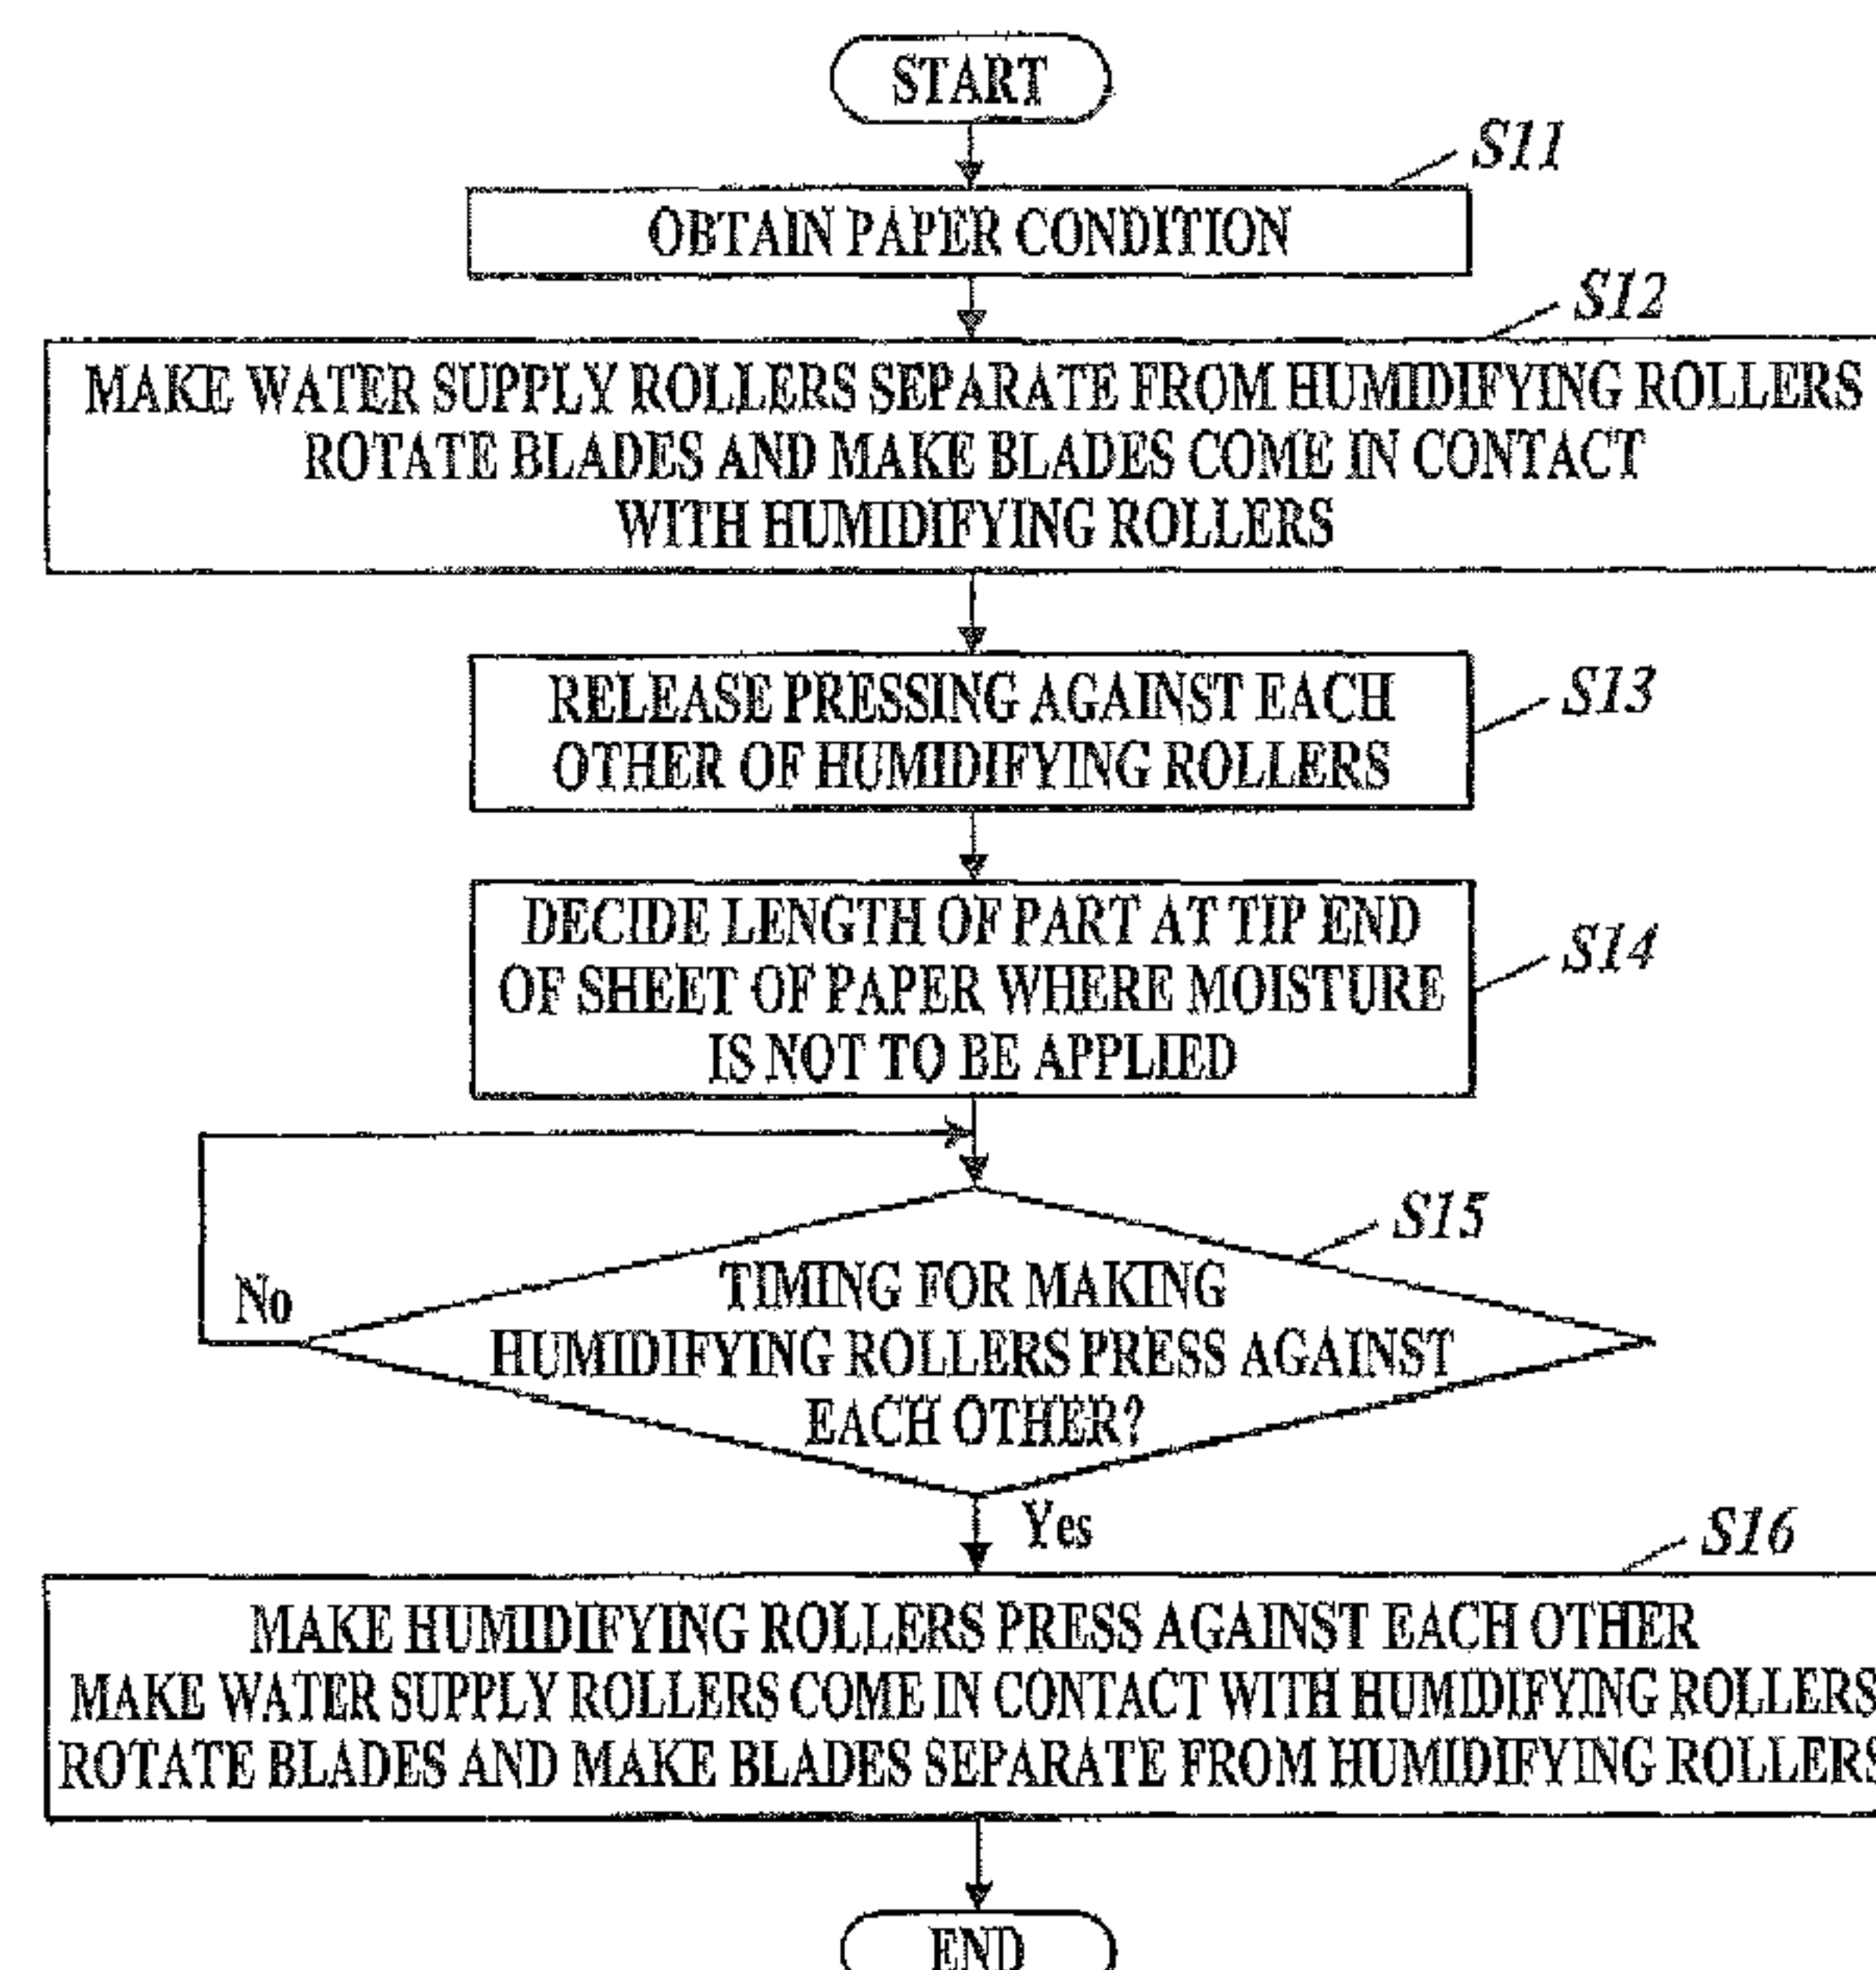 START
S11
OBTAIN PAPER CONDITION
S12
MAKE WATER SUPPLY ROLLERS SEPARATE FROM HUMIDIFYING ROLLERS
ROTATE BLADES AND MAKE BLADES COME IN CONTACT
WITH HUMIDIFYING ROLLERS
RELEASE PRESSING AGAINST EACH
OTHER OF HUMIDIFYING ROLLERS
S13
DECIDE LENGTH OF PART AT TIP END
OF SHEET OF PAPER WHERE MOISTURE
IS NOT TO BE APPLIED
S14
S15
TIMING FOR MAKING
HUMIDIFYING ROLLERS PRESS AGAINST
EACH OTHER?
No
Yes
S16
MAKE HUMIDIFYING ROLLERS PRESS AGAINST EACH OTHER
MAKE WATER SUPPLY ROLLERS COME IN CONTACT WITH HUMIDIFYING ROLLERS
ROTATE BLADES AND MAKE BLADES SEPARATE FROM HUMIDIFYING ROLLERS
END